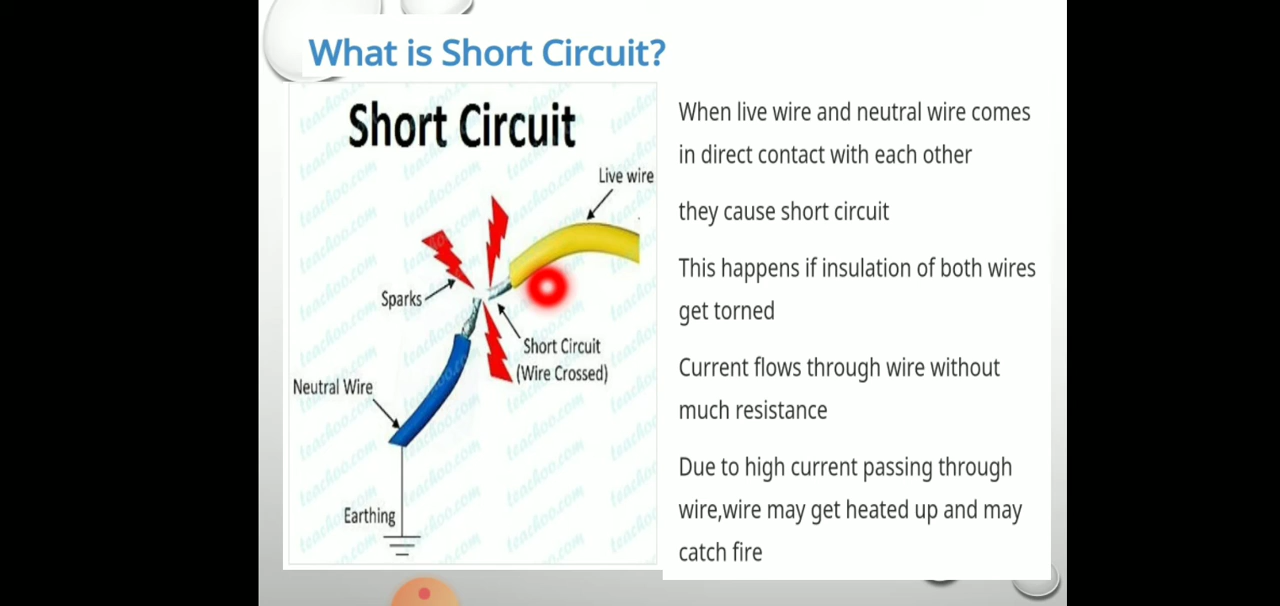 What is Short Circuit?
Short Circuit
Live wire
Sparks
Short Circuit
(Wire Crossed)
Neutral Wire
Earthing
When live wire and neutral wire comes
in direct contact with each other
they cause short circuit
This happens if insulation of both wires
get torned
Current flows through wire without
much resistance
Due to high current passing through
wire,wire may get heated up and may
catch fire
teachoo.com